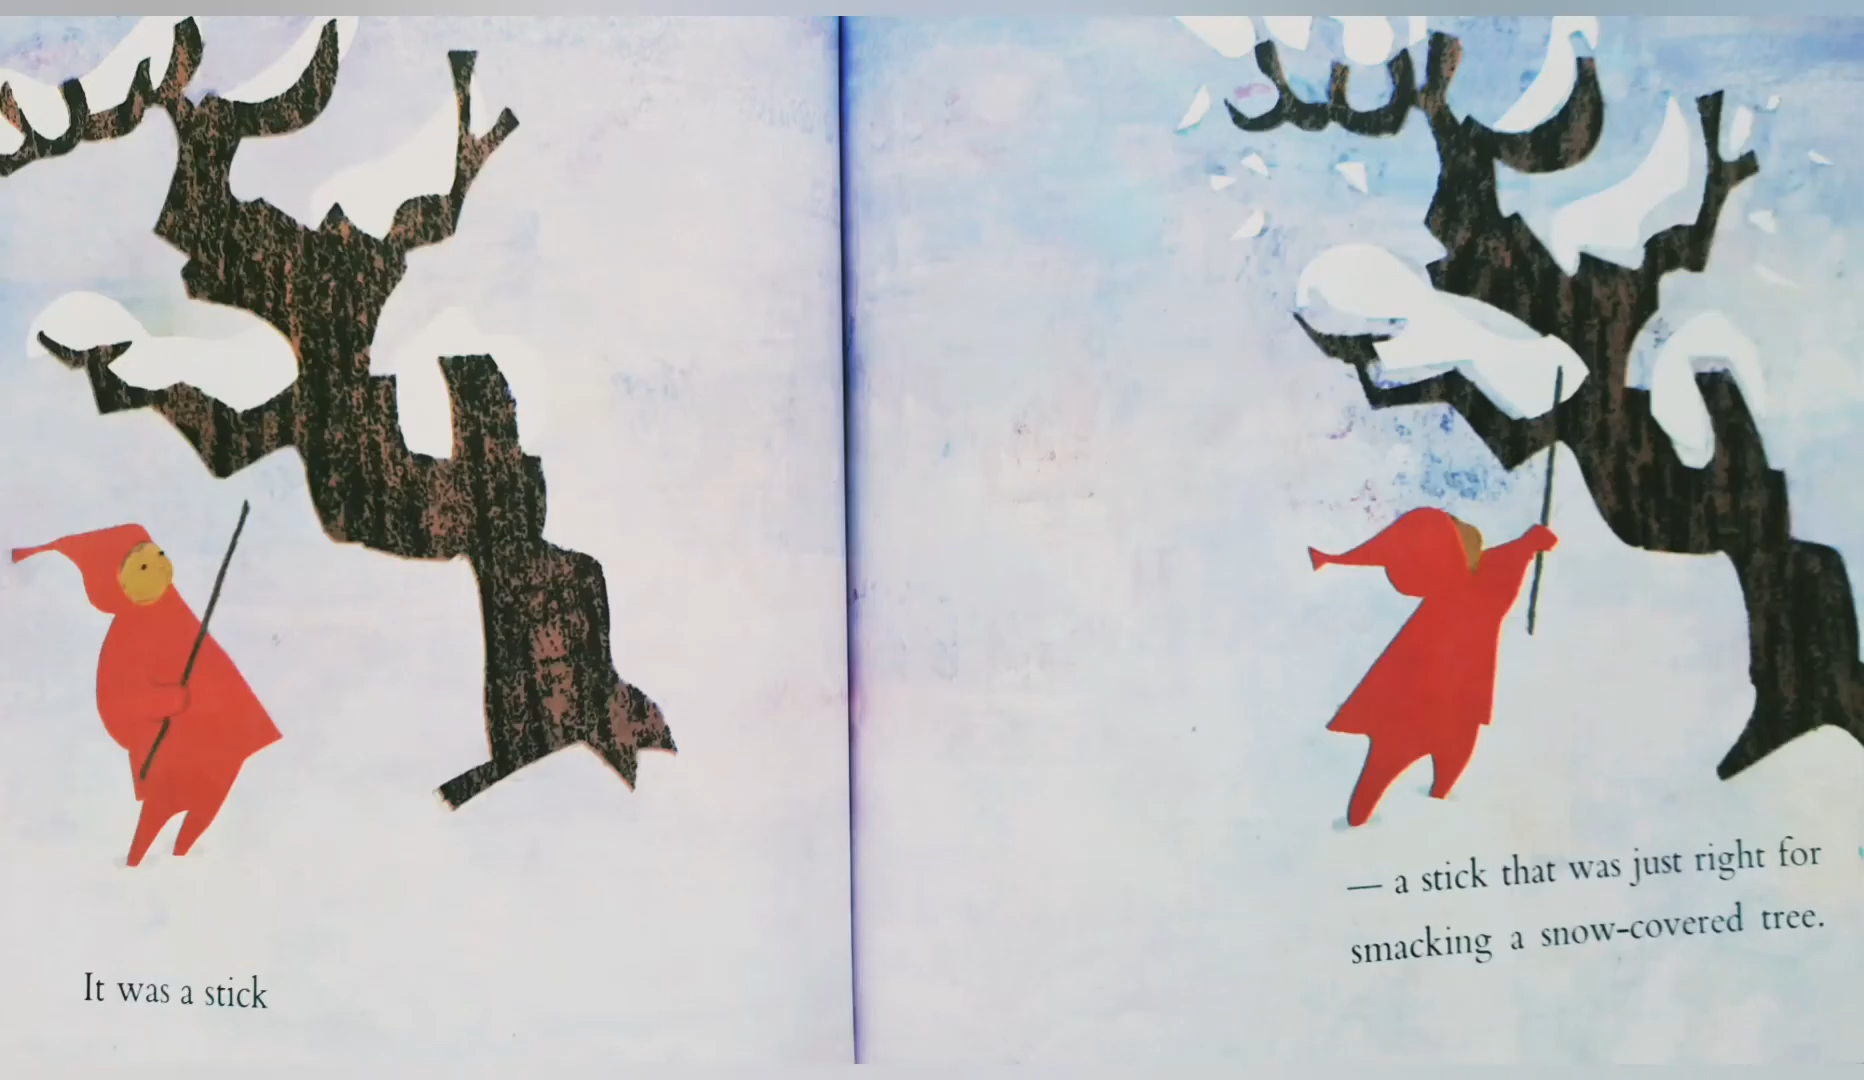 It was a stick
— a stick that was just right for
smacking a snow-covered tree.